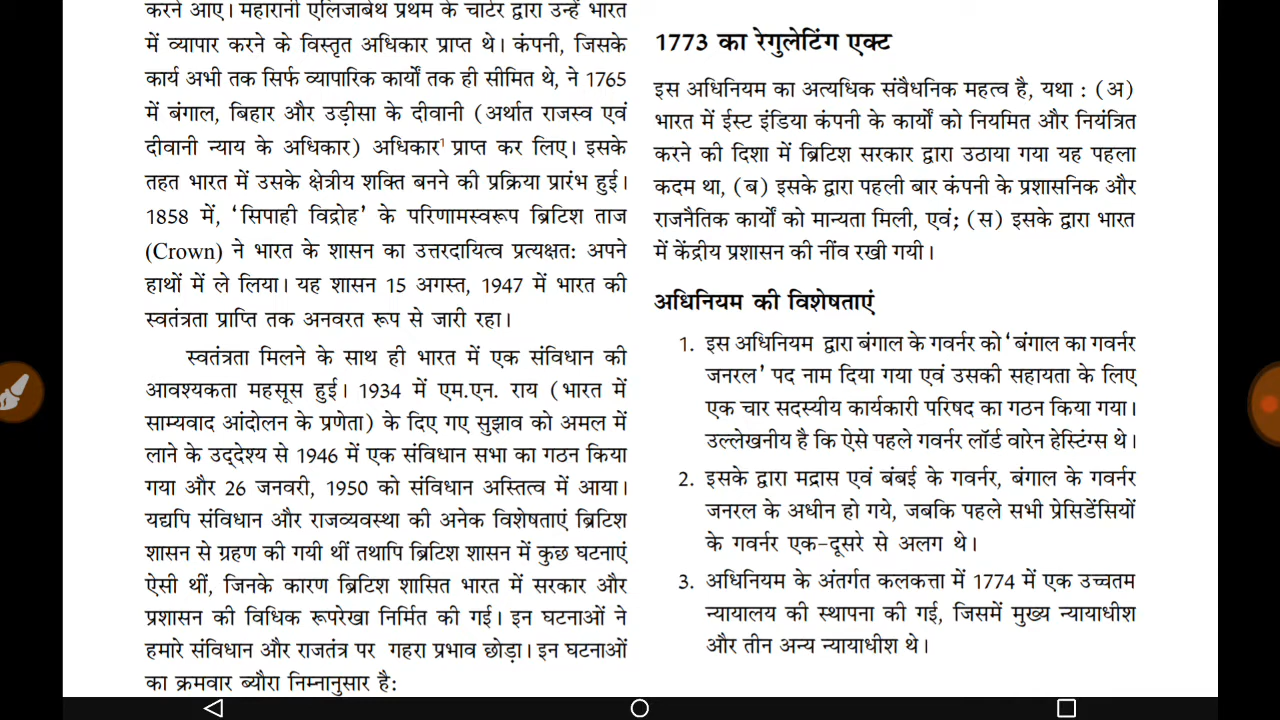 करने आए। महारानी एलिजाबेथ प्रथम के चार्टर द्वारा उन्हें भारत
में व्यापार करने के विस्तृत अधिकार प्राप्त थे। कंपनी, जिसके
कार्य अभी तक सिर्फ व्यापारिक कार्यों तक ही सीमित थे, ने 1765
में बंगाल, बिहार और उड़ीसा के दीवानी (अर्थात राजस्व एवं
दीवानी न्याय के अधिकार) अधिकार¹ प्राप्त कर लिए। इसके
तहत भारत में उसके क्षेत्रीय शक्ति बनने की प्रक्रिया प्रारंभ हुई।
1858 में, ‘सिपाही विद्रोह’ के परिणामस्वरूप ब्रिटिश ताज
(Crown) ने भारत के शासन का उत्तरदायित्व प्रत्यक्षत: अपने
हाथों में ले लिया। यह शासन 15 अगस्त, 1947 में भारत की
स्वतंत्रता प्राप्ति तक अनवरत रूप से जारी रहा।
स्वतंत्रता मिलने के साथ ही भारत में एक संविधान की
आवश्यकता महसूस हुई। 1934 में एम.एन. राय (भारत में
साम्यवाद आंदोलन के प्रणेता) के दिए गए सुझाव को अमल में
लाने के उद्देश्य से 1946 में एक संविधान सभा का गठन किया
गया और 26 जनवरी, 1950 को संविधान अस्तित्व में आया।
यद्यपि संविधान और राजव्यवस्था की अनेक विशेषताएं ब्रिटिश
शासन से ग्रहण की गयी थीं तथापि ब्रिटिश शासन में कुछ घटनाएं
ऐसी थीं, जिनके कारण ब्रिटिश शासित भारत में सरकार और
प्रशासन की विधिक रूपरेखा निर्मित की गई। इन घटनाओं ने
हमारे संविधान और राजतंत्र पर गहरा प्रभाव छोड़ा। इन घटनाओं
का क्रमवार ब्यौरा निम्नानुसार है:
1773 का रेगुलेटिंग एक्ट
इस अधिनियम का अत्यधिक संवैधनिक महत्व है, यथा : (अ)
भारत में ईस्ट इंडिया कंपनी के कार्यों को नियमित और नियंत्रित
करने की दिशा में ब्रिटिश सरकार द्वारा उठाया गया यह पहला
कदम था, (ब) इसके द्वारा पहली बार कंपनी के प्रशासनिक और
राजनैतिक कार्यों को मान्यता मिली, एवं; (स) इसके द्वारा भारत
में केंद्रीय प्रशासन की नींव रखी गयी।
अधिनियम की विशेषताएं
1. इस अधिनियम द्वारा बंगाल के गवर्नर को ‘बंगाल का गवर्नर
जनरल’ पद नाम दिया गया एवं उसकी सहायता के लिए
एक चार सदस्यीय कार्यकारी परिषद का गठन किया गया।
उल्लेखनीय है कि ऐसे पहले गवर्नर लॉर्ड वारेन हेस्टिंग्स थे।
2. इसके द्वारा मद्रास एवं बंबई के गवर्नर, बंगाल के गवर्नर
जनरल के अधीन हो गये, जबकि पहले सभी प्रेसिडेंसियों
के गवर्नर एक-दूसरे से अलग थे।
3. अधिनियम के अंतर्गत कलकत्ता में 1774 में एक उच्चतम
न्यायालय की स्थापना की गई, जिसमें मुख्य न्यायाधीश
और तीन अन्य न्यायाधीश थे।